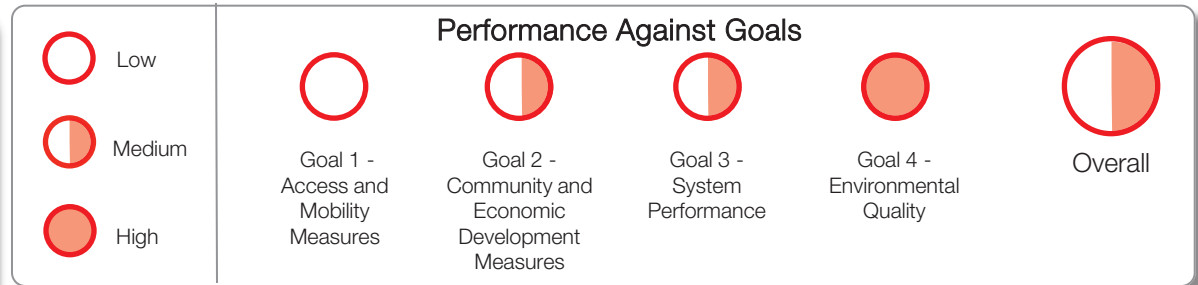 Performance Against Goals
Low
Medium
High
Goal 1 -
Access and
Mobility
Measures
Goal 2 -
Community and
Economic
Development
Measures
Goal 3 -
System
Performance
Goal 4 -
Environmental
Quality
Overall